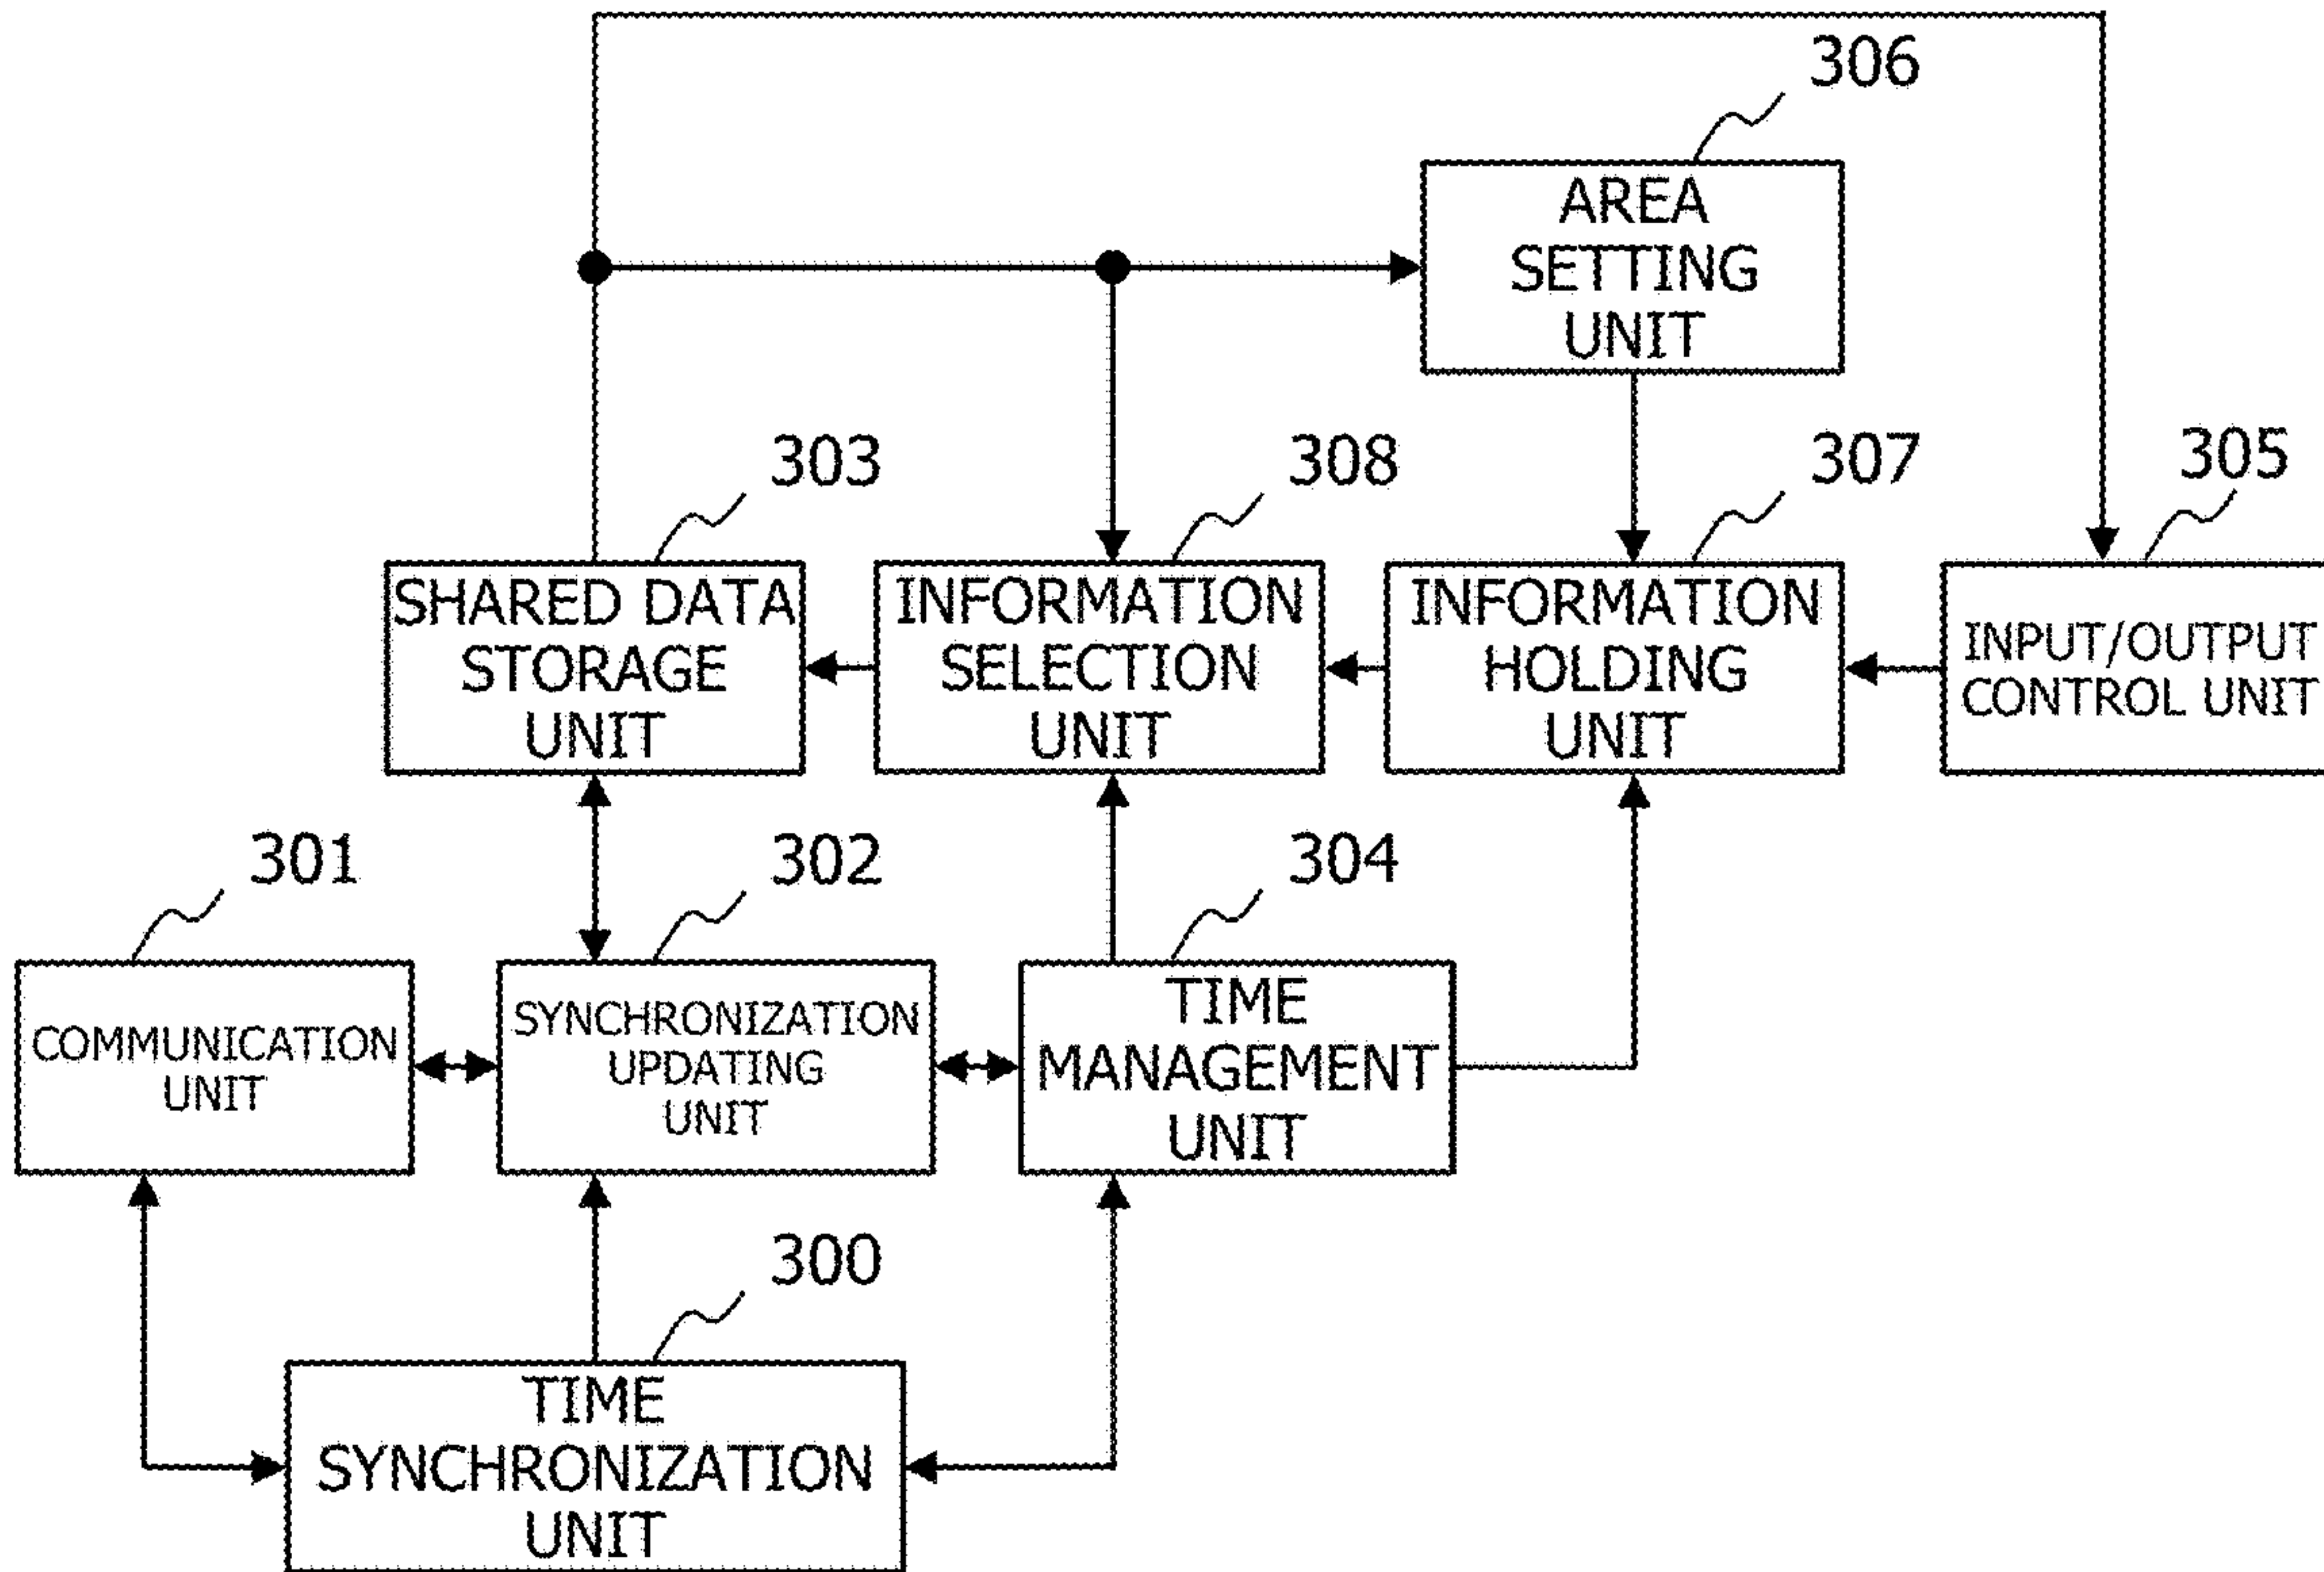 306
AREA
SETTING
UNIT
303
308
307
305
SHARED DATA
STORAGE
UNIT
INFORMATION
SELECTION
UNIT
INFORMATION
HOLDING
UNIT
INPUT/OUTPUT
CONTROL UNIT
301
302
304
COMMUNICATION
UNIT
SYNCHRONIZATION
UPDATING
UNIT
TIME
MANAGEMENT
UNIT
300
TIME
SYNCHRONIZATION
UNIT